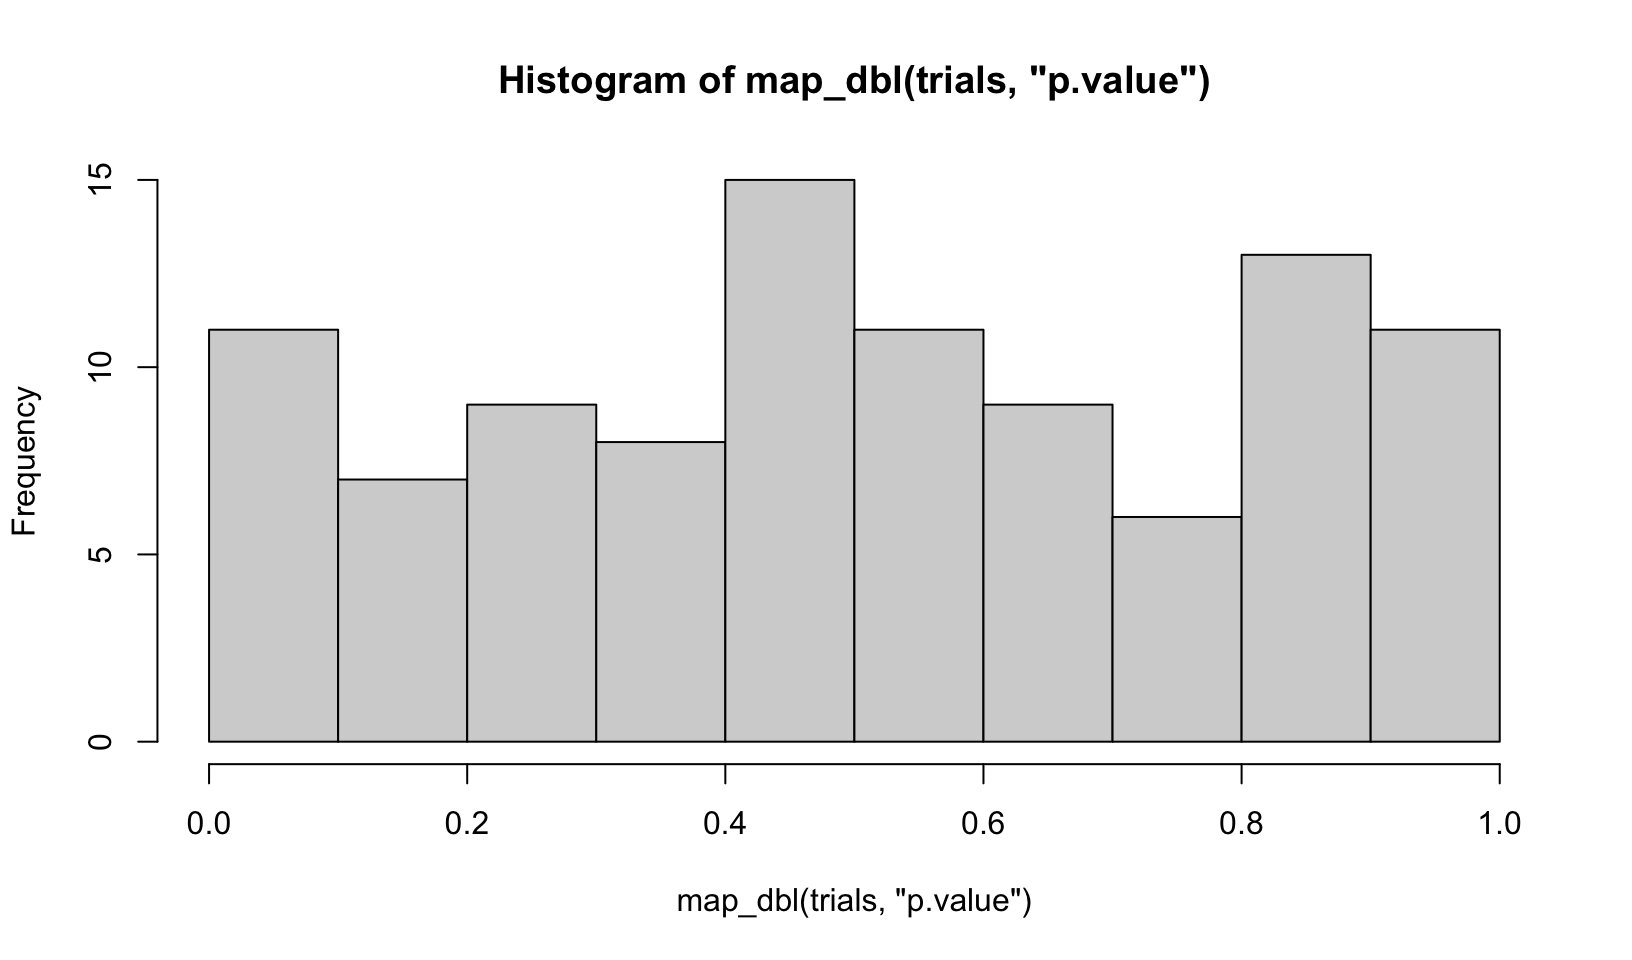 Histogram of map_dbl(trials, "p.value")
Frequency
15
10
5
0
0.0 0.2 0.4 0.6 0.8 1.0
map_dbl(trials, "p.value")